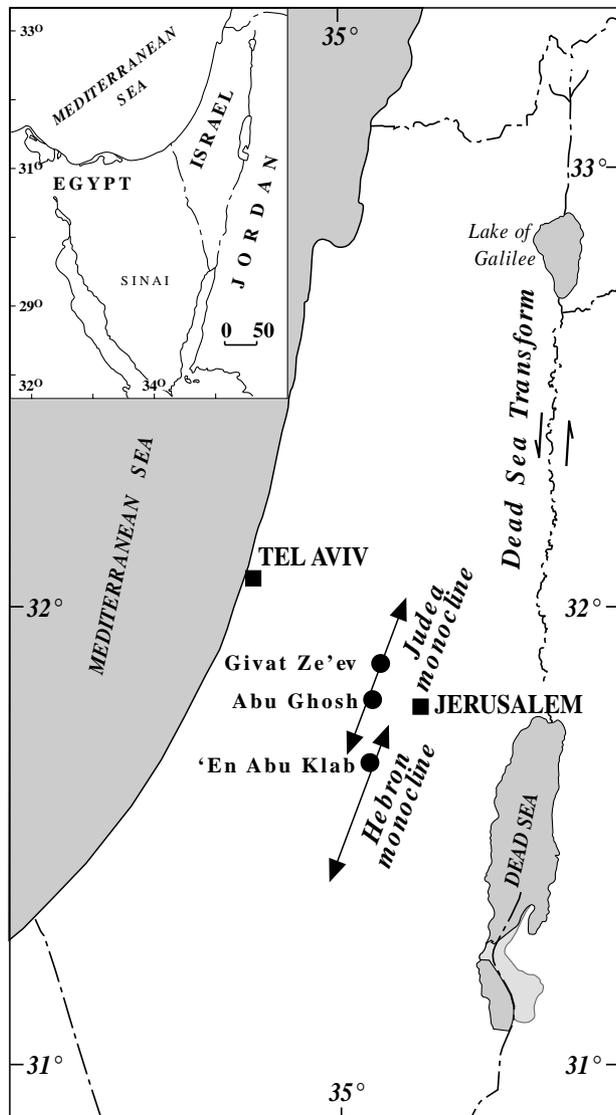 33°
MEDITERRANEAN
SEA
ISRAEL
31°
EGYPT
JORDAN
SINAI
29°
0 50
32°
34°
35°
33°
Lake of
Galilee
Dead Sea Transform
MEDITERRANEAN SEA
TEL AVIV
32°
32°
Judea
monocline
Givat Ze’ev
Abu Ghosh
JERUSALEM
‘En Abu Klab
Hebron
monocline
DEAD SEA
31°
35°
31°